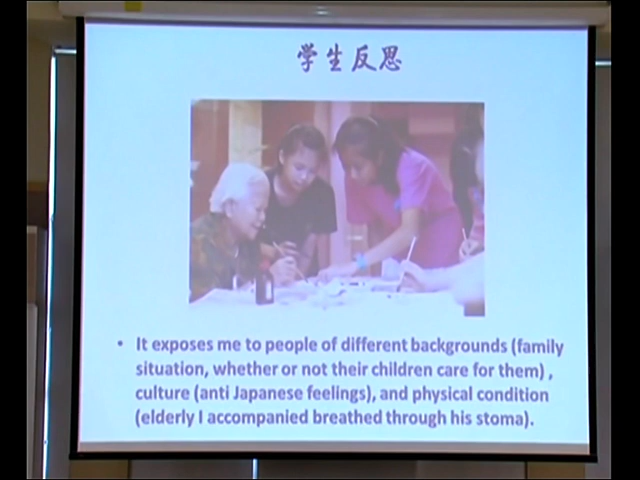 学生反思
• It exposes me to people of different backgrounds (family
situation, whether or not their children care for them) ,
culture (anti Japanese feelings), and physical condition
(elderly I accompanied breathed through his stoma).